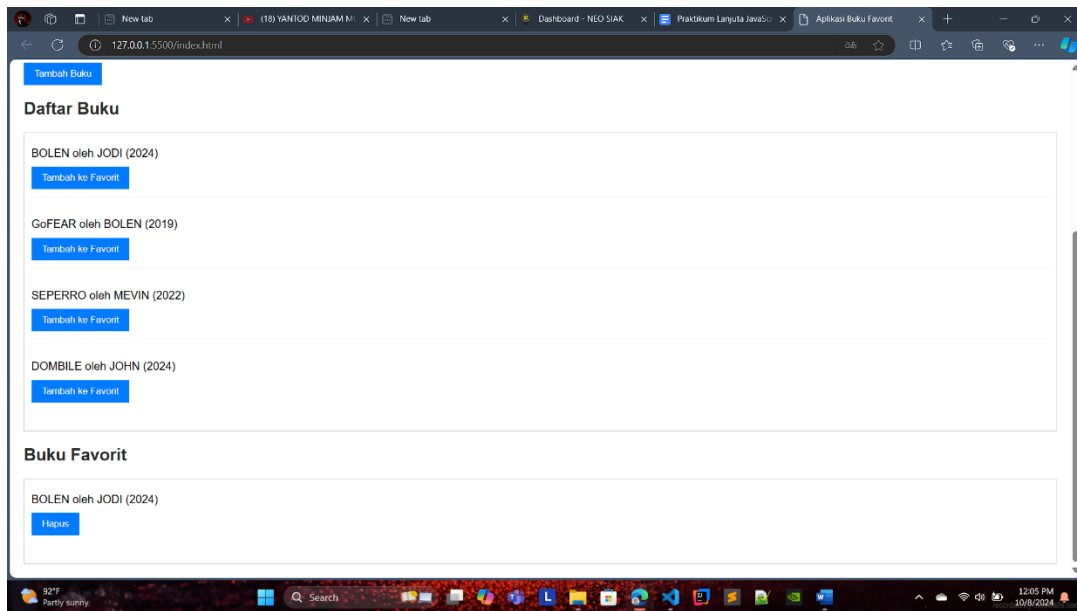 New tab
(18) YANTOD MINJAM M
New tab
Dashboard - NEO SIAK
Praktikum Lanjuta JavaSc
Aplikasi Buku Favorit
127.0.0.1:5500/index.html
Tambah Buku
Daftar Buku
BOLEN oleh JODI (2024)
Tambah ke Favorit
GoFEAR oleh BOLEN (2019)
Tambah ke Favorit
SEPERRO oleh MEVIN (2022)
Tambah ke Favorit
DOMBILE oleh JOHN (2024)
Tambah ke Favorit
Buku Favorit
BOLEN oleh JODI (2024)
Hapus
92°F
Partly sunny
Search
12:05 PM
10/8/2024